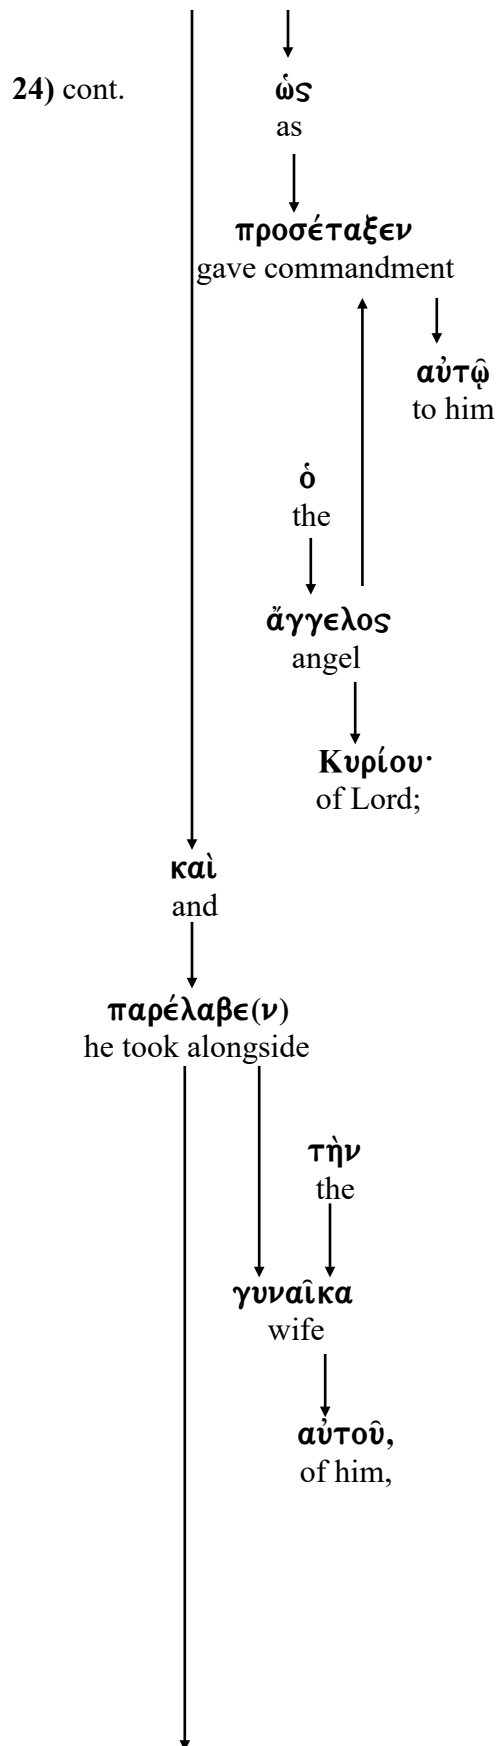 24) cont.
ὡς
as
προσέταξεν
gave commandment
αὐτῷ
to him
ὁ
the
ἄγγελος
angel
Κυρίου·
of Lord;
καὶ
and
παρέλαβε(ν)
he took alongside
τὴν
the
γυναῖκα
wife
αὐτοῦ,
of him,